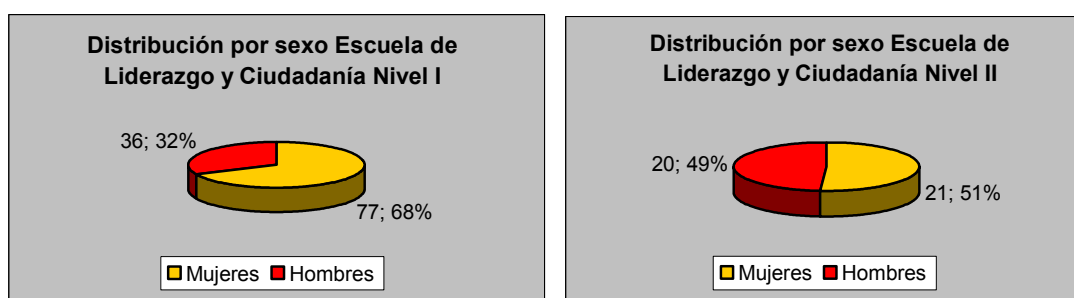 Distribución por sexo Escuela de
Liderazgo y Ciudadanía Nivel I
36; 32%
77; 68%
Mujeres Hombres
Distribución por sexo Escuela de
Liderazgo y Ciudadanía Nivel II
20; 49%
21; 51%
Mujeres Hombres